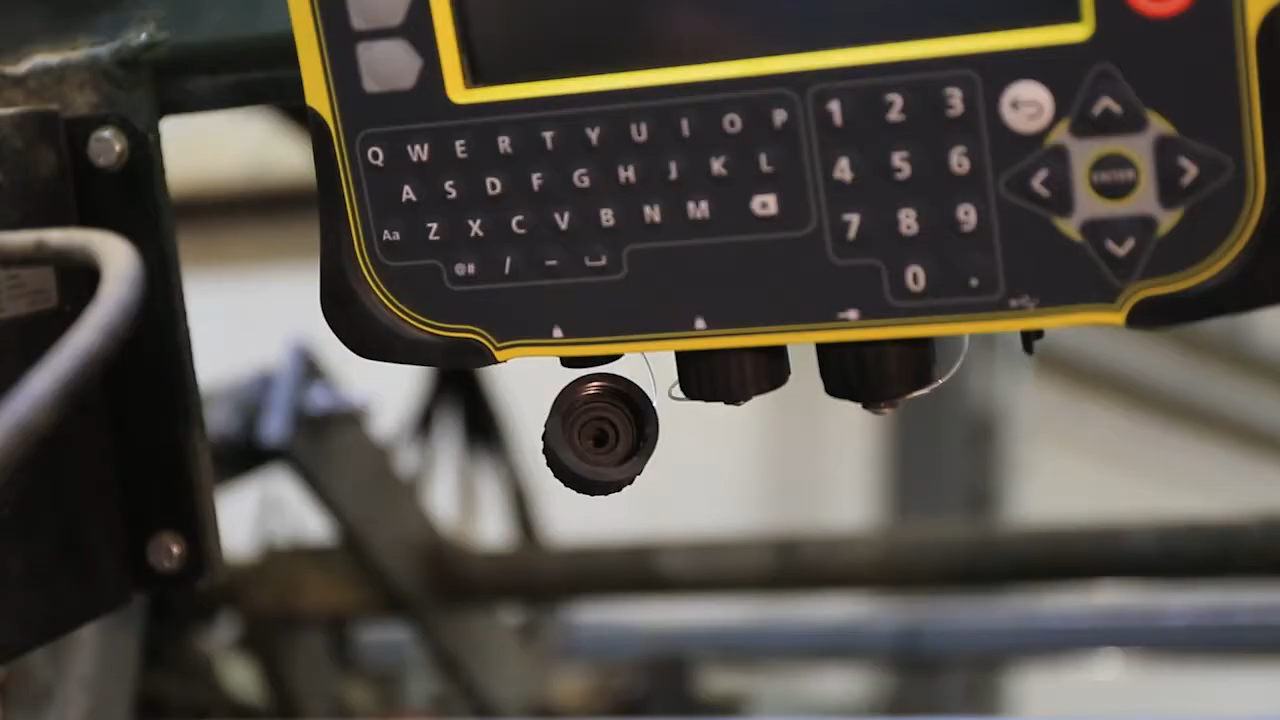 Q W E R T Y U I O P
A S D F G H J K L
Aa Z X C V B N M
@# / -
1 2 3
4 5 6
7 8 9
0 .
ENTER